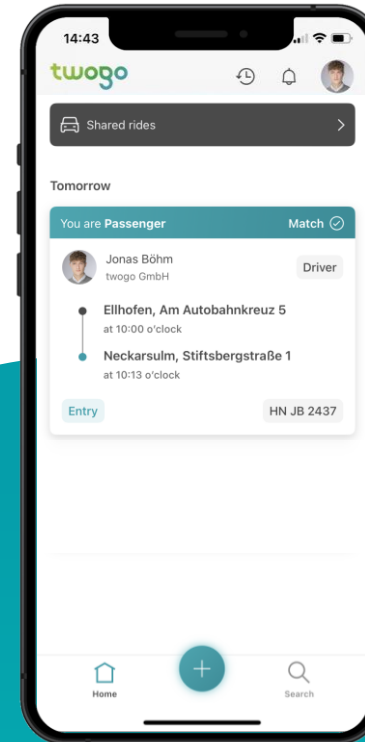 14:43
twogo
Shared rides
Tomorrow
You are Passenger Match
Jonas Böhm
twogo GmbH
Driver
Ellhofen, Am Autobahnkreuz 5
at 10:00 o'clock
Neckarsulm, Stiftsbergstraße 1
at 10:13 o'clock
Entry HN JB 2437
Home
Search